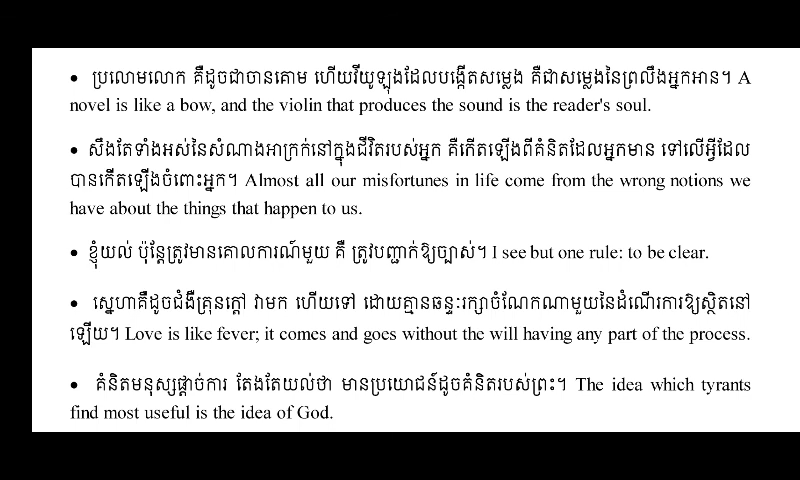 • ប្រលោមលោក គឺដូចជាចានគោម ហើយវីយូឡុងដែលបង្កើតសម្លេង គឺជាសម្លេងនៃព្រលឹងអ្នកអាន។ A
novel is like a bow, and the violin that produces the sound is the reader's soul.
• សឹងតែទាំងអស់នៃសំណាងអាក្រក់នៅក្នុងជីវិតរបស់អ្នក គឺកើតឡើងពីគំនិតដែលអ្នកមាន ទៅលើអ្វីដែល
បានកើតឡើងចំពោះអ្នក។ Almost all our misfortunes in life come from the wrong notions we
have about the things that happen to us.
• ខ្ញុំយល់ ប៉ុន្តែត្រូវមានគោលការណ៍មួយ គឺ ត្រូវបញ្ជាក់ឱ្យច្បាស់។ I see but one rule: to be clear.
• ស្នេហាគឺដូចជំងឺគ្រុនក្តៅ វាមក ហើយទៅ ដោយគ្មានឆន្ទៈរក្សាចំណែកណាមួយនៃដំណើរការឱ្យស្ថិតនៅ
ឡើយ។ Love is like fever; it comes and goes without the will having any part of the process.
• គំនិតមនុស្សផ្តាច់ការ តែងតែយល់ថា មានប្រយោជន៍ដូចគំនិតរបស់ព្រះ។ The idea which tyrants
find most useful is the idea of God.